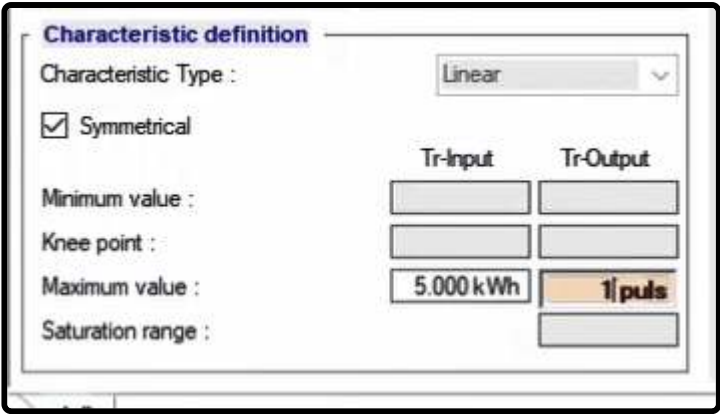 Characteristic definition
Characteristic Type :
Linear
Symmetrical
Tr-Input Tr-Output
Minimum value :
Knee point :
Maximum value : 5.000 kWh 1 puls
Saturation range :